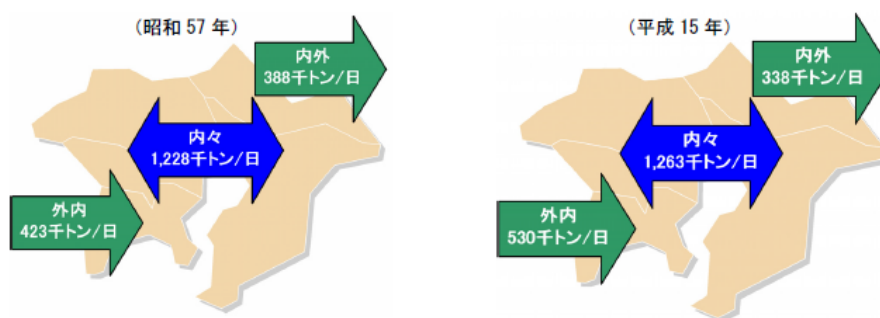 (昭和 57 年)
内外
388千トン/日
内々
1,228千トン/日
外内
423千トン/日
(平成 15 年)
内外
338千トン/日
内々
1,263千トン/日
外内
530千トン/日